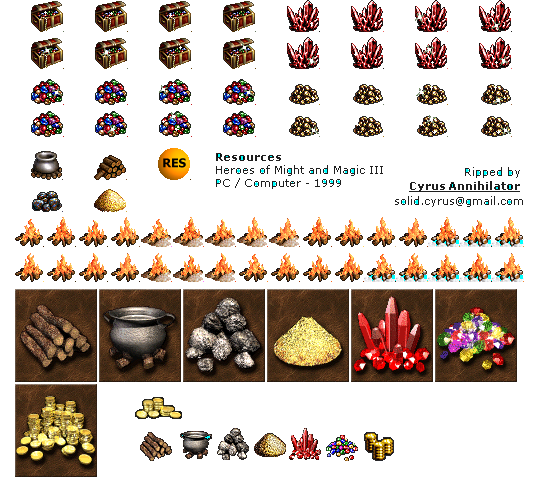 RES
Resources
Heroes of Might and Magic III
PC / Computer - 1999
Ripped by
Cyrus Annihilator
solid.cyrus@gmail.com